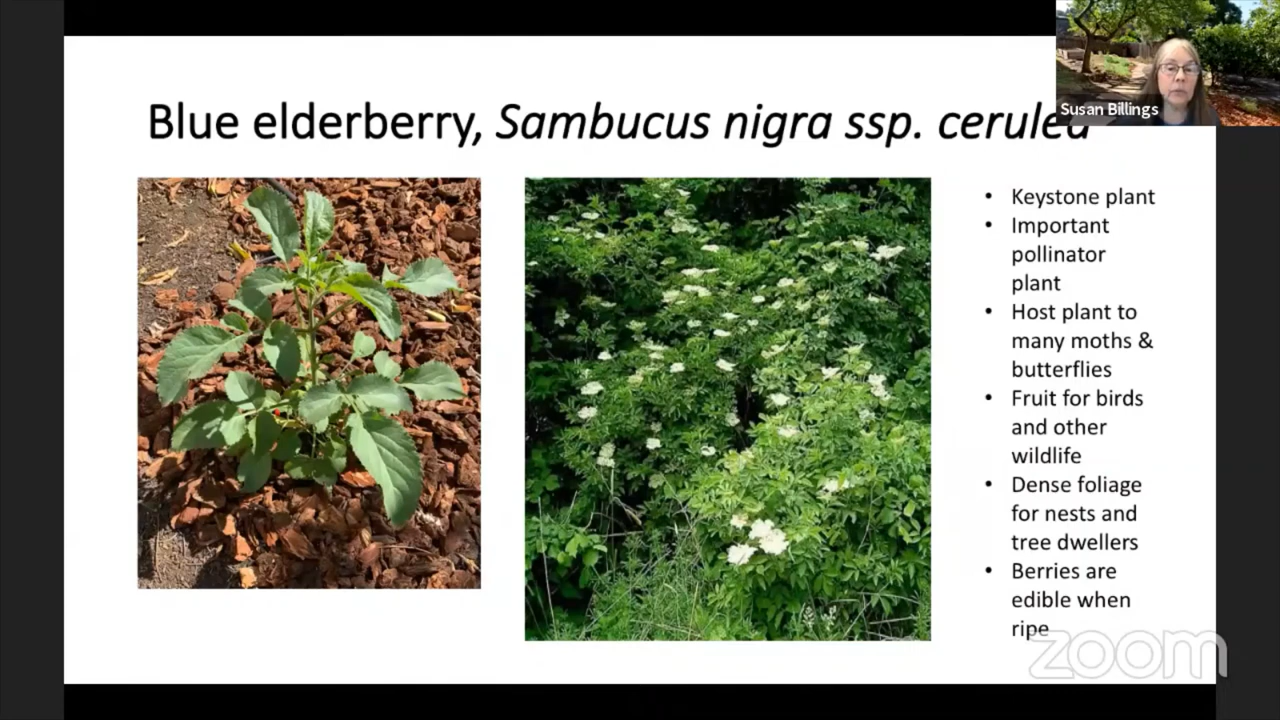 Susan Billings
Blue elderberry, Sambucus nigra ssp. cerulea
• Keystone plant
• Important
pollinator
plant
• Host plant to
many moths &
butterflies
• Fruit for birds
and other
wildlife
• Dense foliage
for nests and
tree dwellers
• Berries are
edible when
ripe
zoom